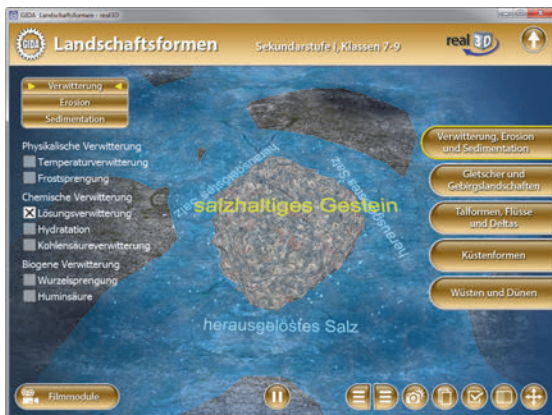 GIDA Landschaftsformen - real3D
GIDA
Landschaftsformen
Sekundarstufe I, Klassen 7-9
real 3D
Verwitterung
Erosion
Sedimentation
Physikalische Verwitterung
Temperaturverwitterung
Frostsprengung
Chemische Verwitterung
Lösungsverwitterung
Hydratation
Kohlensäureverwitterung
Biogene Verwitterung
Wurzelsprengung
Huminsäure
herausgelöstes Salz
herausgelöstes Salz
herausgelöstes Salz
salzhaltiges Gestein
herausgelöstes Salz
Verwitterung, Erosion
und Sedimentation
Gletscher und
Gebirgslandschaften
Talformen, Flüsse
und Deltas
Küstenformen
Wüsten und Dünen
Filmmodule